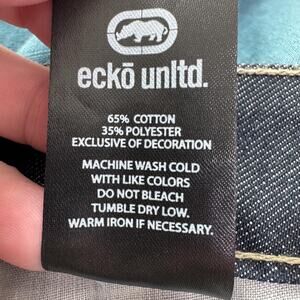 eckō unltd.
65% COTTON
35% POLYESTER
EXCLUSIVE OF DECORATION
MACHINE WASH COLD
WITH LIKE COLORS
DO NOT BLEACH
TUMBLE DRY LOW.
WARM IRON IF NECESSARY.